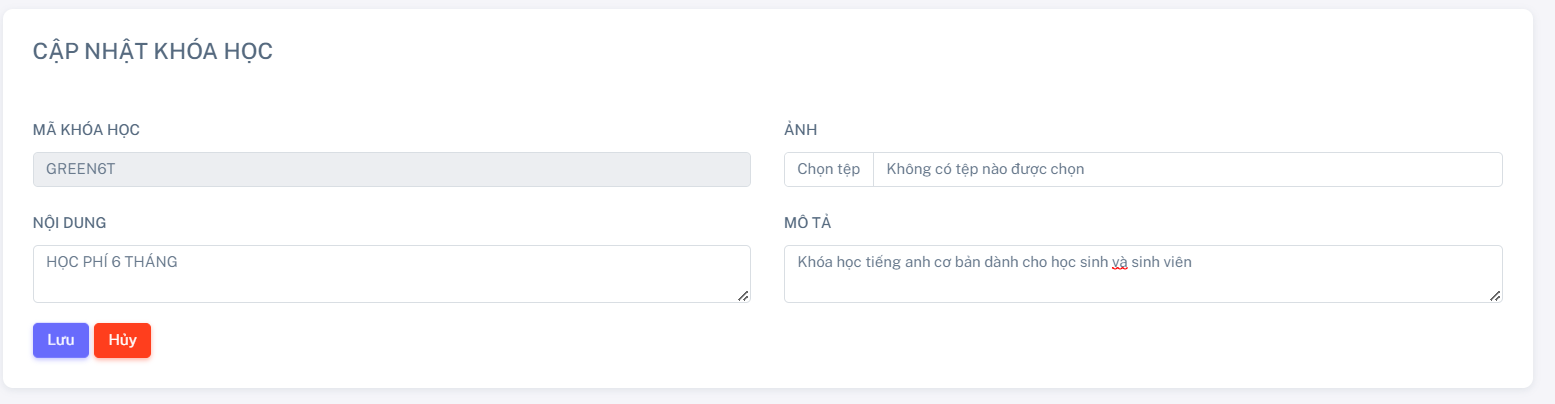 CẬP NHẬT KHÓA HỌC
MÃ KHÓA HỌC
GREEN6T
ẢNH
Chọn tệp Không có tệp nào được chọn
NỘI DUNG
HỌC PHÍ 6 THÁNG
MÔ TẢ
Khóa học tiếng anh cơ bản dành cho học sinh và sinh viên
Lưu Hủy